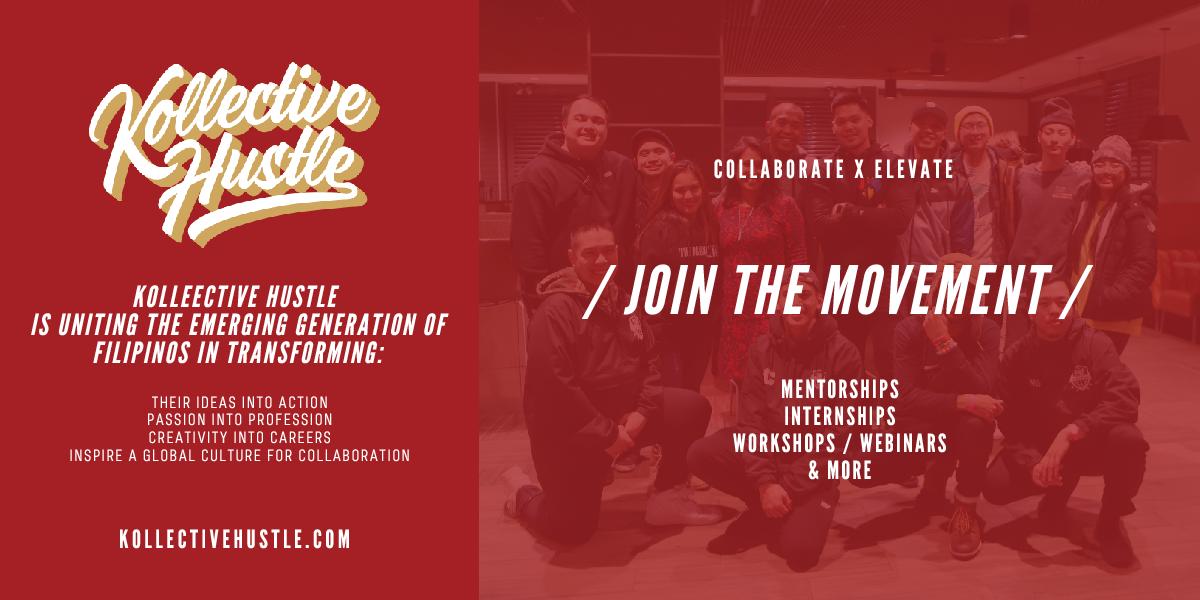 Kollective
Hustle
KOLLEECTIVE HUSTLE
IS UNITING THE EMERGING GENERATION OF
FILIPINOS IN TRANSFORMING:
THEIR IDEAS INTO ACTION
PASSION INTO PROFESSION
CREATIVITY INTO CAREERS
INSPIRE A GLOBAL CULTURE FOR COLLABORATION
KOLLECTIVEHUSTLE.COM
COLLABORATE X ELEVATE
/ JOIN THE MOVEMENT /
MENTORSHIPS
INTERNSHIPS
WORKSHOPS / WEBINARS
& MORE